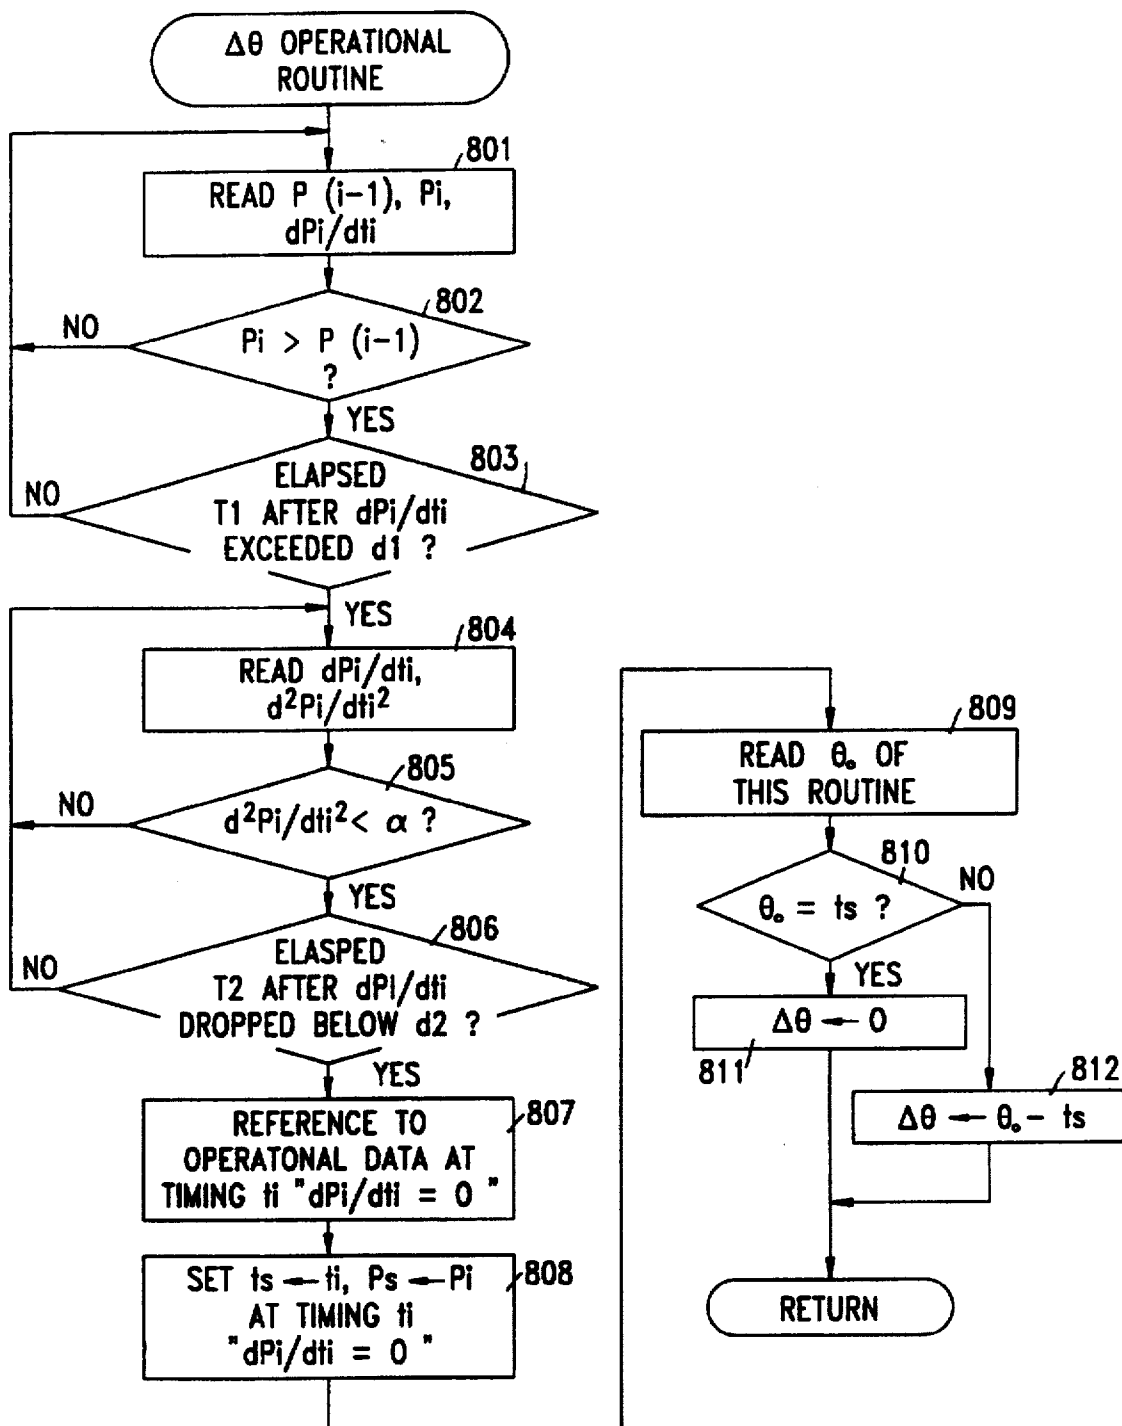 Δθ OPERATIONAL
ROUTINE
801
READ P (i-1), Pi,
dPi/dti
802
NO
Pi > P (i-1)
?
YES
803
NO
ELAPSED
T1 AFTER dPi/dti
EXCEEDED d1 ?
YES
804
READ dPi/dti,
d²Pi/dti²
805
NO
d²Pi/dti² < α ?
YES
806
NO
ELASPED
T2 AFTER dPi/dti
DROPPED BELOW d2 ?
YES
807
REFERENCE TO
OPERATONAL DATA AT
TIMING ti "dPi/dti = 0 "
808
SET ts ← ti, Ps ← Pi
AT TIMING ti
"dPi/dti = 0 "
809
READ θ₀ OF
THIS ROUTINE
810
NO
θ₀ = ts ?
YES
Δθ ← 0
811
812
Δθ ← θ₀ - ts
RETURN